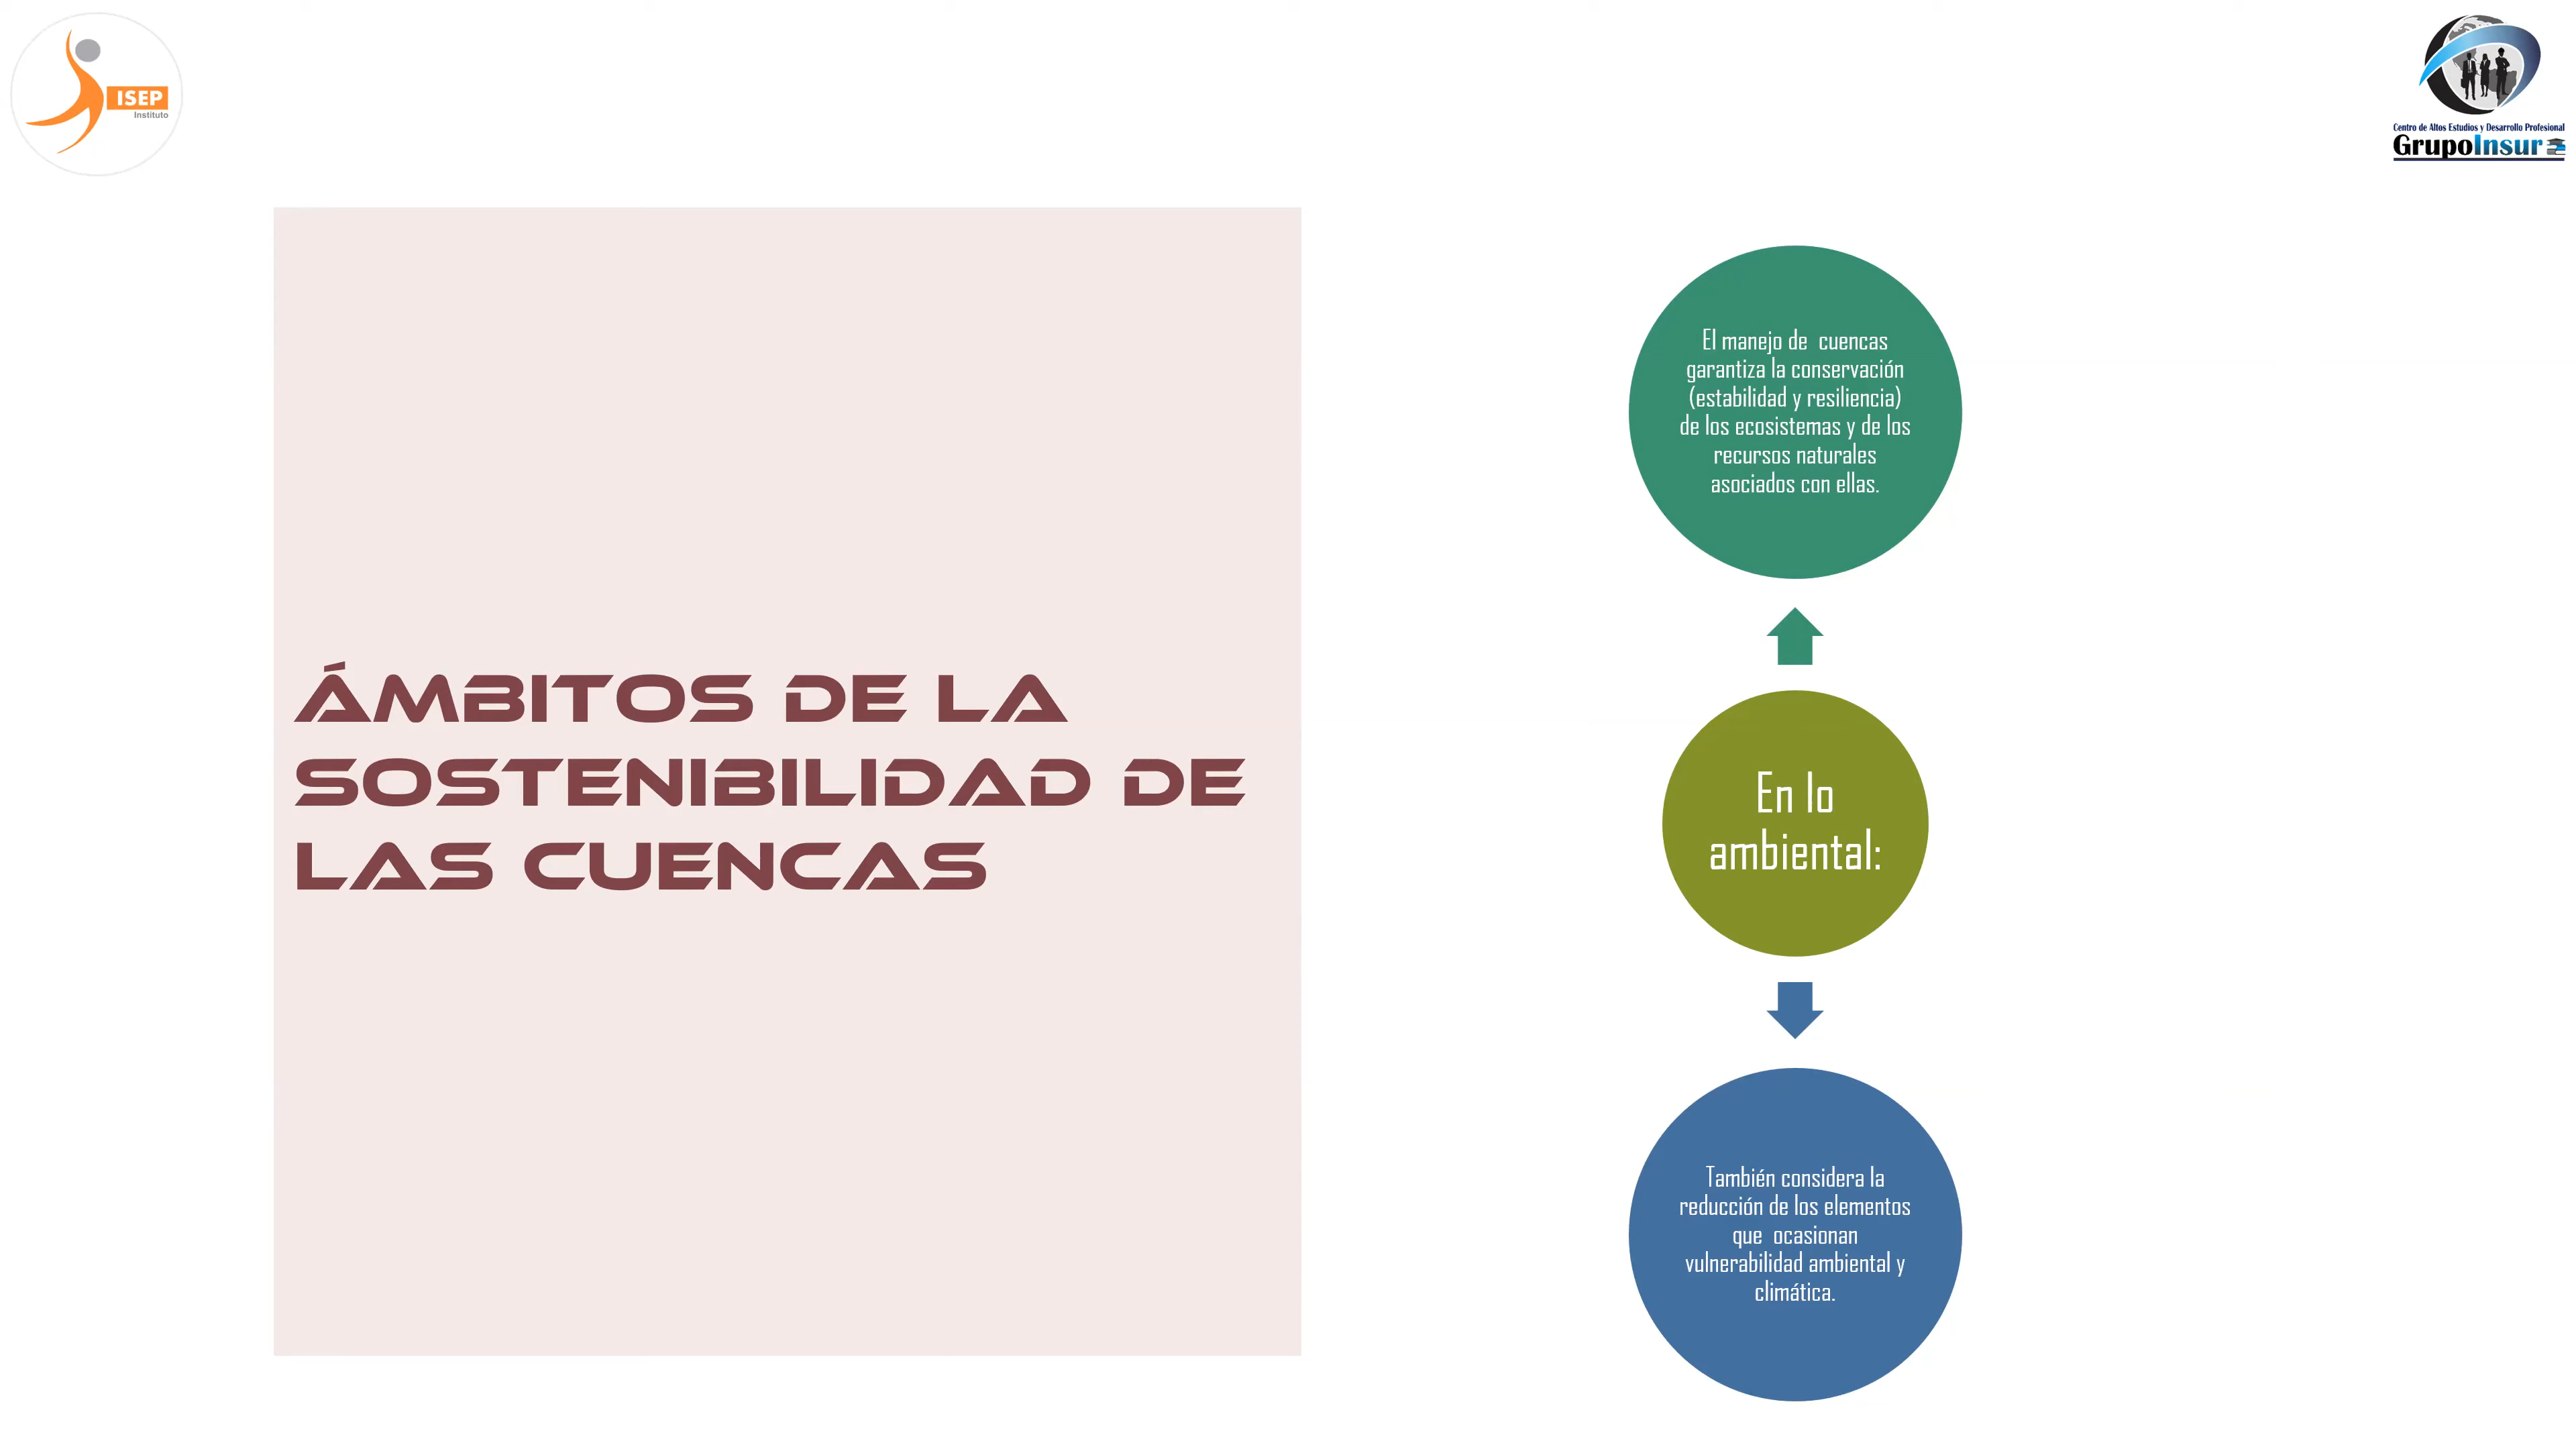 ISEP
Instituto
Centro de Altos Estudios y Desarrollo Profesional
GrupoInsur
ÁMBITOS DE LA
SOSTENIBILIDAD DE
LAS CUENCAS
El manejo de  cuencas
garantiza la conservación
(estabilidad y resiliencia)
de los ecosistemas y de los
recursos naturales
asociados con ellas.
En lo
ambiental:
También considera la
reducción de los elementos
que  ocasionan
vulnerabilidad ambiental y
climática.